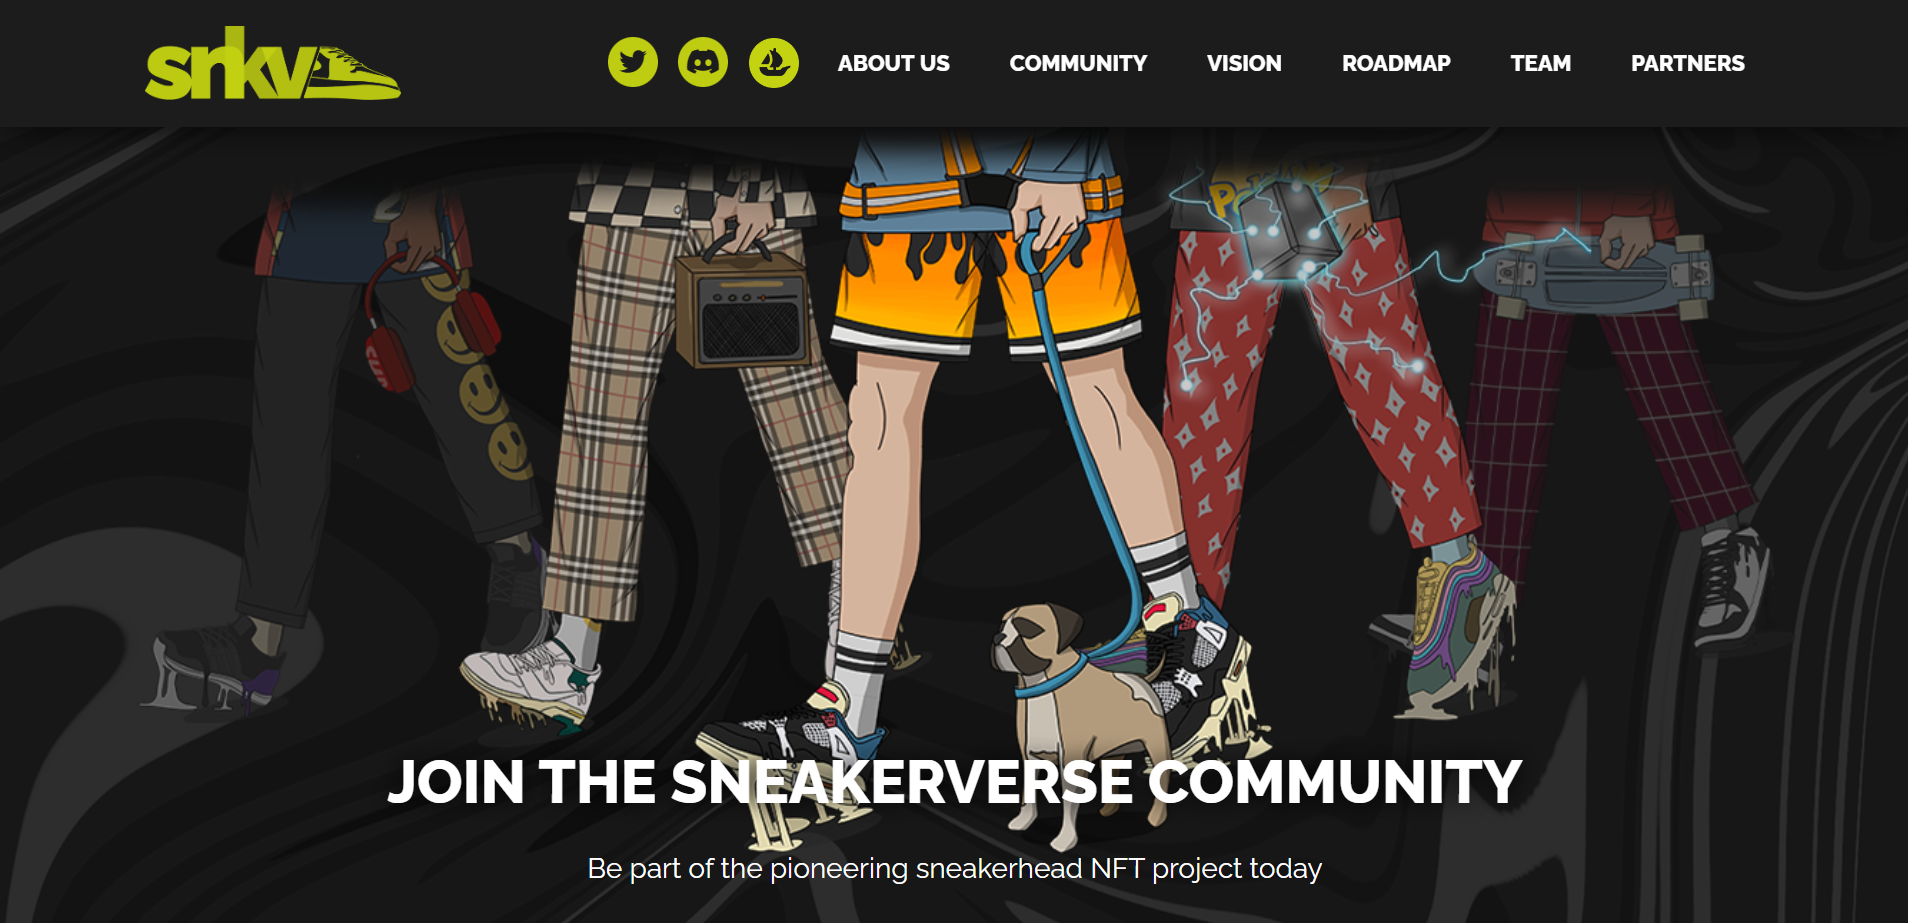 snkv
ABOUT US
COMMUNITY
VISION
ROADMAP
TEAM
PARTNERS
JOIN THE SNEAKERVERSE COMMUNITY
Be part of the pioneering sneakerhead NFT project today